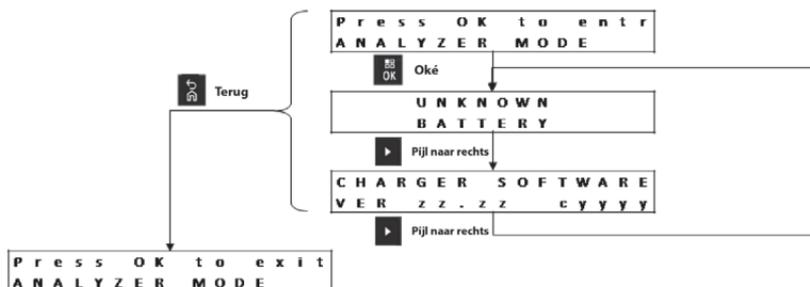 Press OK to entr
ANALYZER MODE
OK Oké
Terug
UNKNOWN
BATTERY
Pijl naar rechts
CHARGER SOFTWARE
VER zz.zz cyyyy
Pijl naar rechts
Press OK to exit
ANALYZER MODE